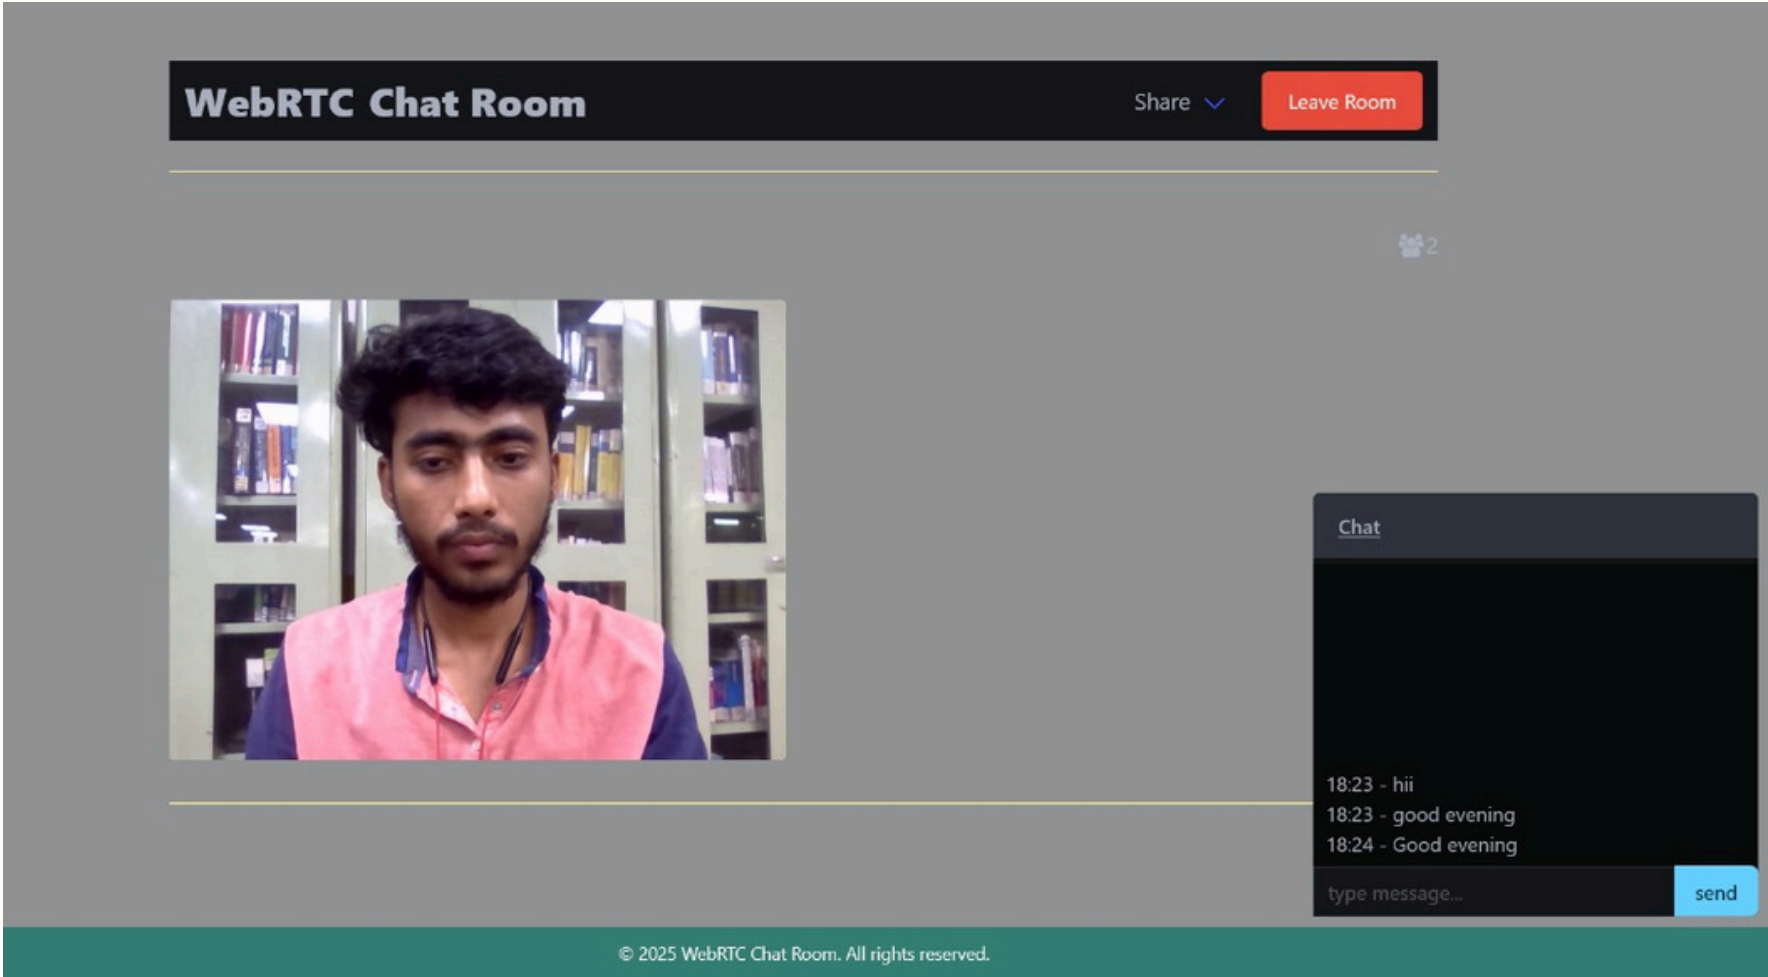 WebRTC Chat Room
Share
Leave Room
2
Chat
18:23 - hii
18:23 - good evening
18:24 - Good evening
type message...
send
© 2025 WebRTC Chat Room. All rights reserved.